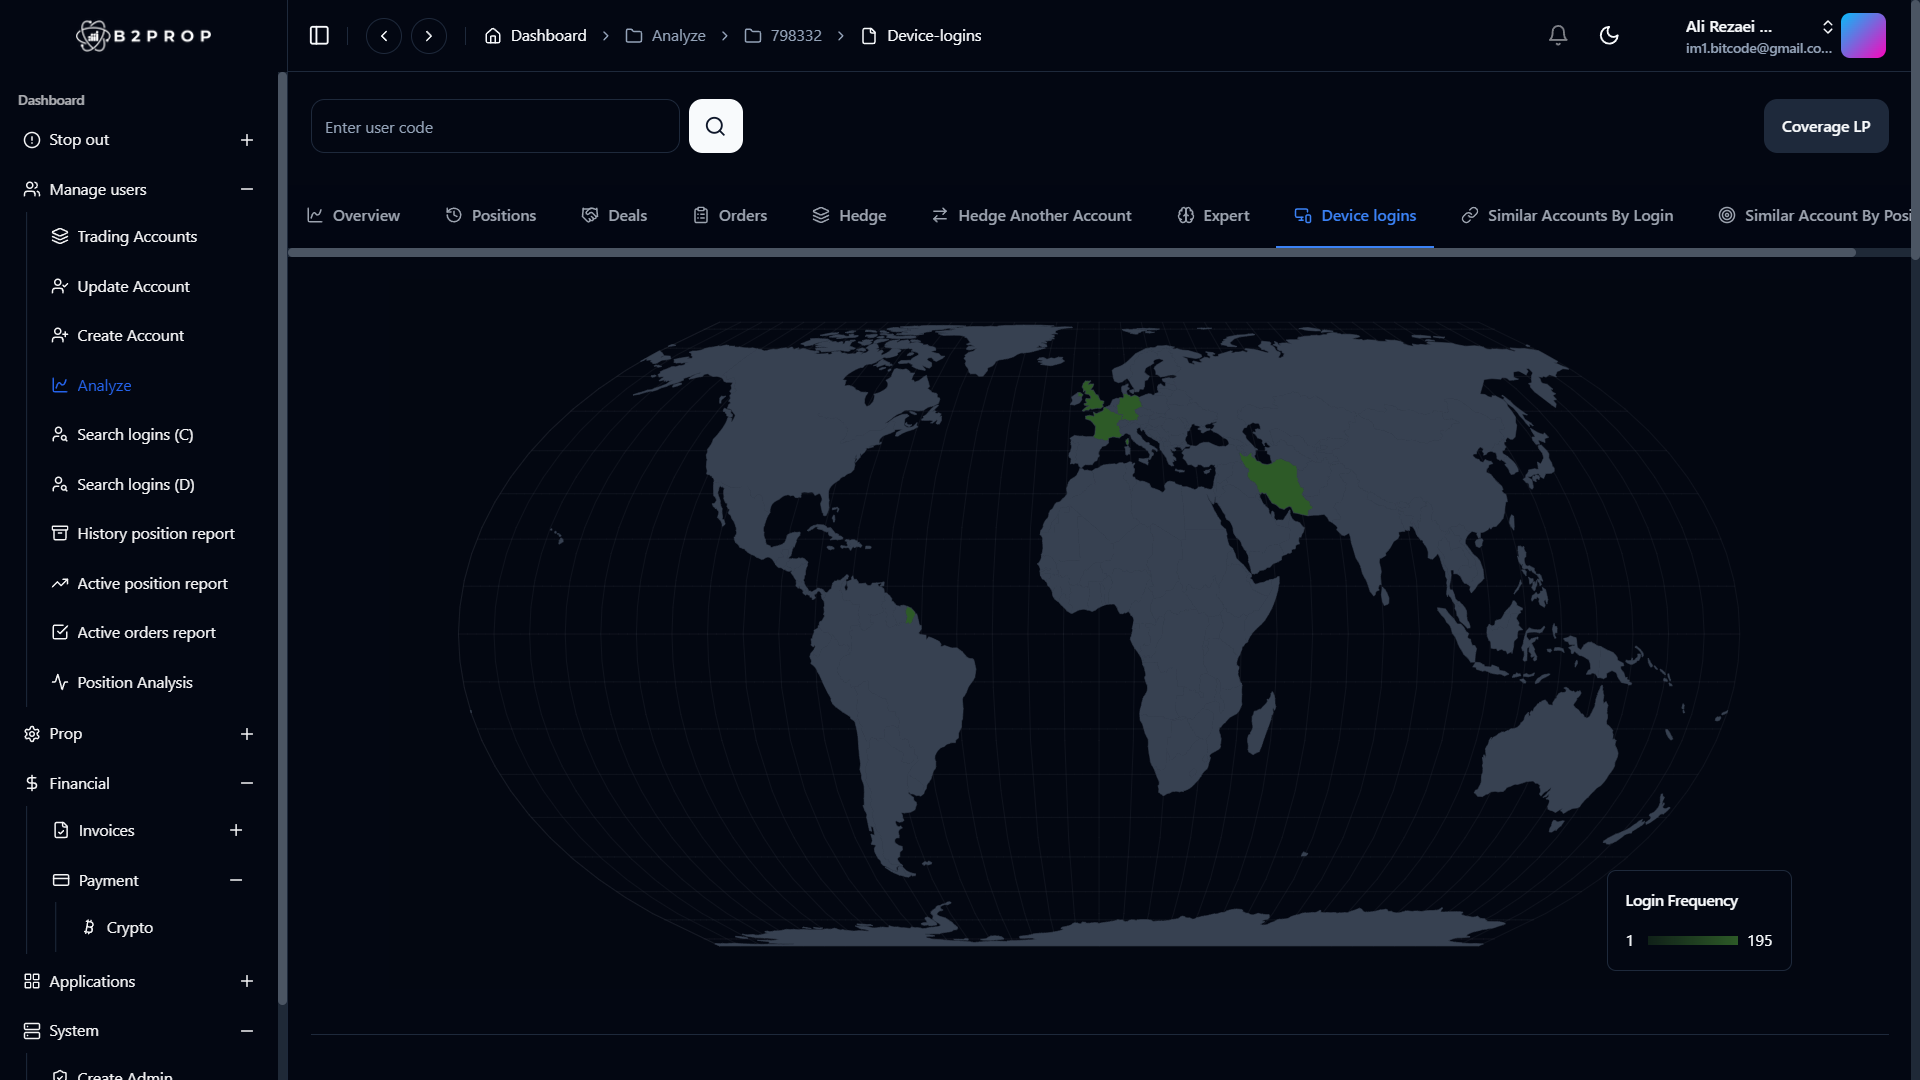 B2PROP
Dashboard
Stop out
Manage users
Trading Accounts
Update Account
Create Account
Analyze
Search logins (C)
Search logins (D)
History position report
Active position report
Active orders report
Position Analysis
Prop
Financial
Invoices
Payment
Crypto
Applications
System
Create Admin
Dashboard
Analyze
798332
Device-logins
Ali Rezaei ...
im1.bitcode@gmail.co...
Enter user code
Coverage LP
Overview
Positions
Deals
Orders
Hedge
Hedge Another Account
Expert
Device logins
Similar Accounts By Login
Similar Account By Posi
Login Frequency
1
195